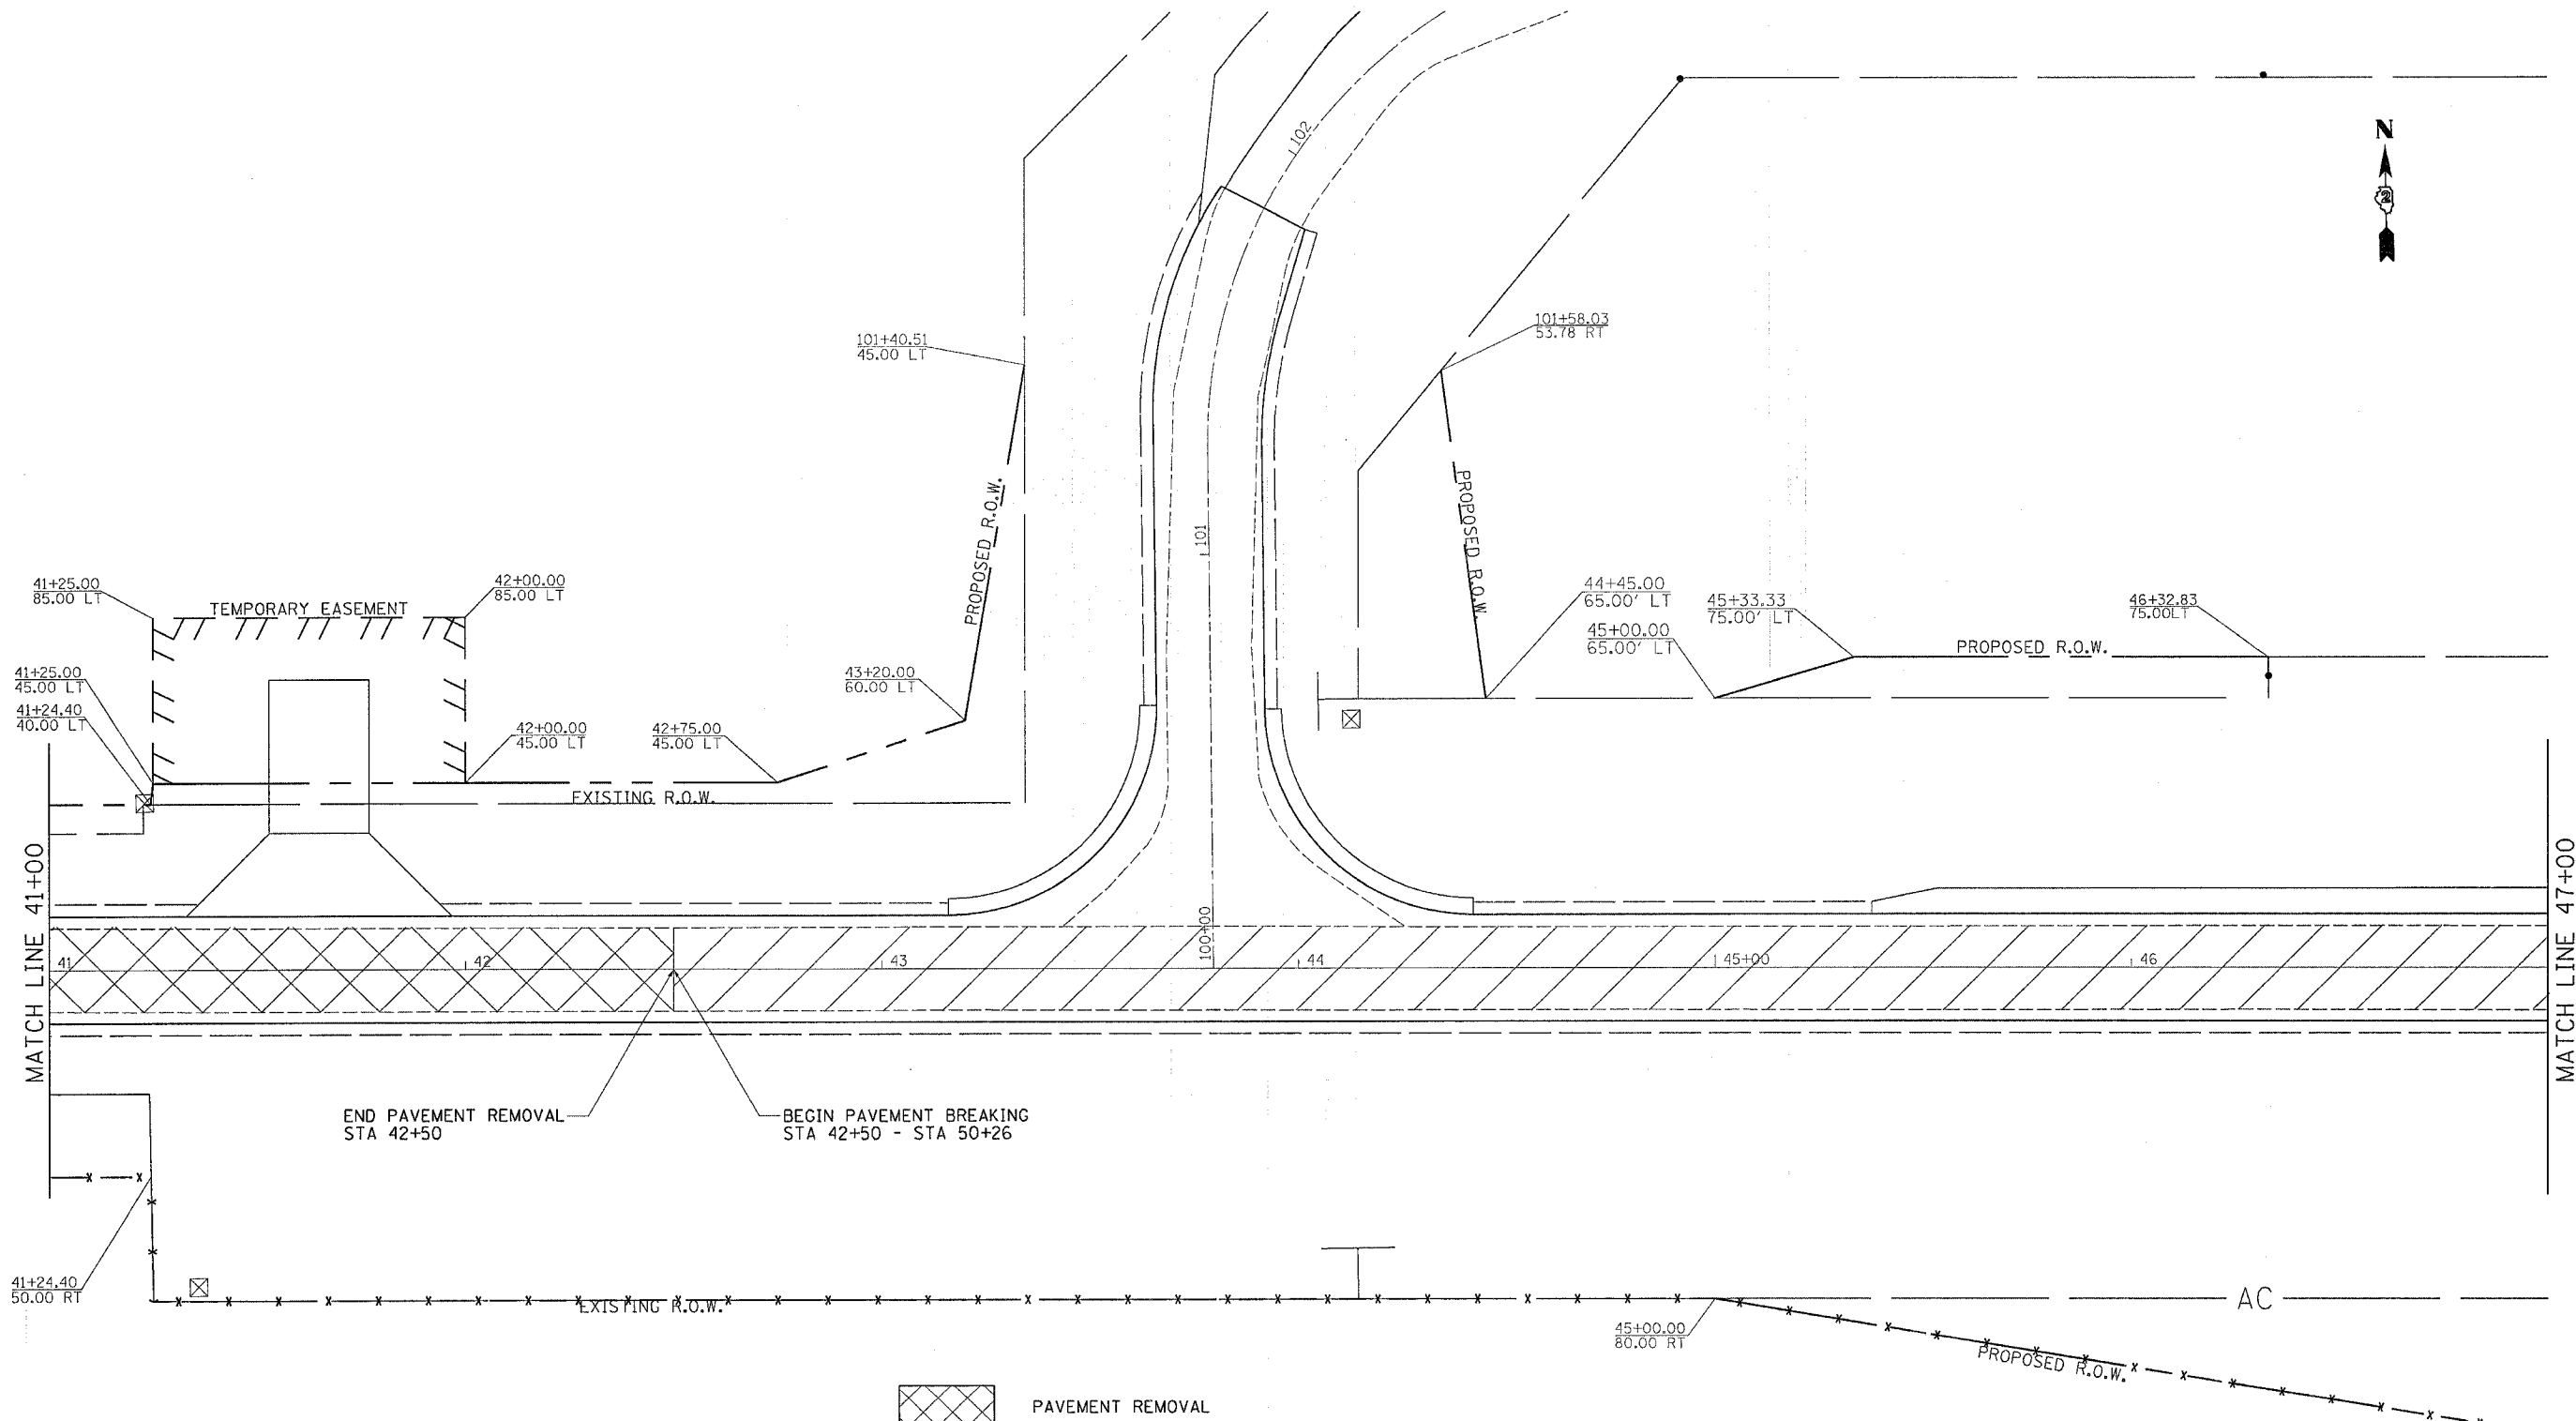 N
2
102
101+58.03
53.78 RT
101+40.51
45.00 LT
PROPOSED R.O.W.
PROPOSED R.O.W.
101
41+25.00
85.00 LT
TEMPORARY EASEMENT
42+00.00
85.00 LT
44+45.00
65.00' LT
45+33.33
75.00' LT
46+32.83
75.00LT
45+00.00
65.00' LT
PROPOSED R.O.W.
41+25.00
45.00 LT
43+20.00
60.00 LT
41+24.40
40.00 LT
42+00.00
45.00 LT
42+75.00
45.00 LT
EXISTING R.O.W.
MATCH LINE 41+00
MATCH LINE 47+00
100+00
41
42
43
44
45+00
46
END PAVEMENT REMOVAL
STA 42+50
BEGIN PAVEMENT BREAKING
STA 42+50 - STA 50+26
41+24.40
50.00 RT
EXISTING R.O.W.
AC
45+00.00
80.00 RT
PROPOSED R.O.W.
PAVEMENT REMOVAL